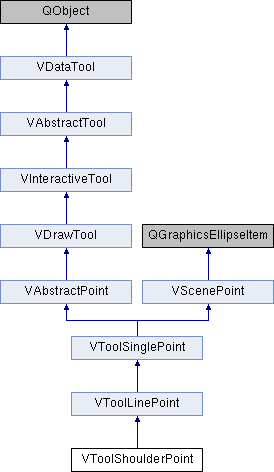 QObject
VDataTool
VAbstractTool
VInteractiveTool
VDrawTool
QGraphicsEllipseItem
VAbstractPoint
VScenePoint
VToolSinglePoint
VToolLinePoint
VToolShoulderPoint